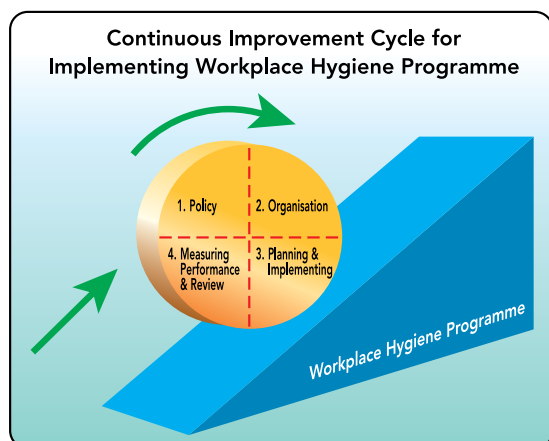 Continuous Improvement Cycle for
Implementing Workplace Hygiene Programme
1. Policy
2. Organisation
4. Measuring
Performance
& Review
3. Planning &
Implementing
Workplace Hygiene Programme